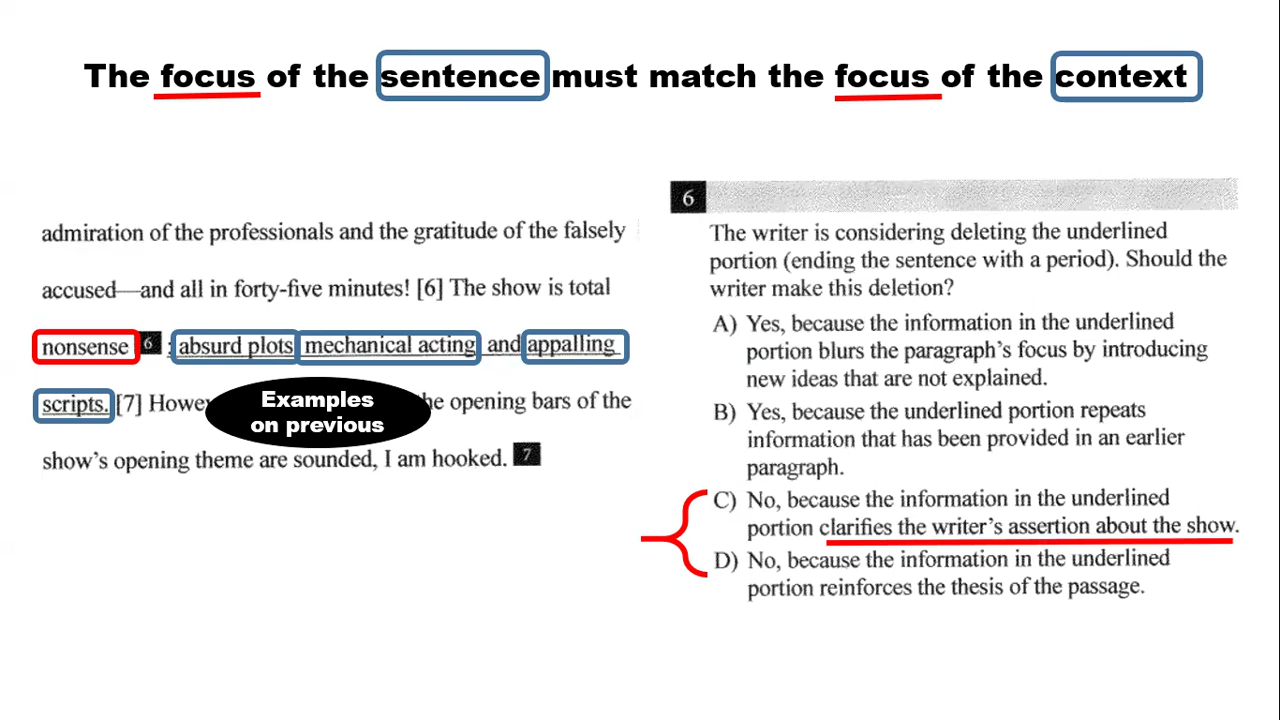 The focus of the sentence must match the focus of the context
admiration of the professionals and the gratitude of the falsely
accused—and all in forty-five minutes! [6] The show is total
nonsense 6 : absurd plots, mechanical acting and appalling
scripts. [7] Howe
he opening bars of the
Examples
on previous
show's opening theme are sounded, I am hooked. 7
6
The writer is considering deleting the underlined
portion (ending the sentence with a period). Should the
writer make this deletion?
A) Yes, because the information in the underlined
portion blurs the paragraph's focus by introducing
new ideas that are not explained.
B) Yes, because the underlined portion repeats
information that has been provided in an earlier
paragraph.
C) No, because the information in the underlined
portion clarifies the writer's assertion about the show.
D) No, because the information in the underlined
portion reinforces the thesis of the passage.